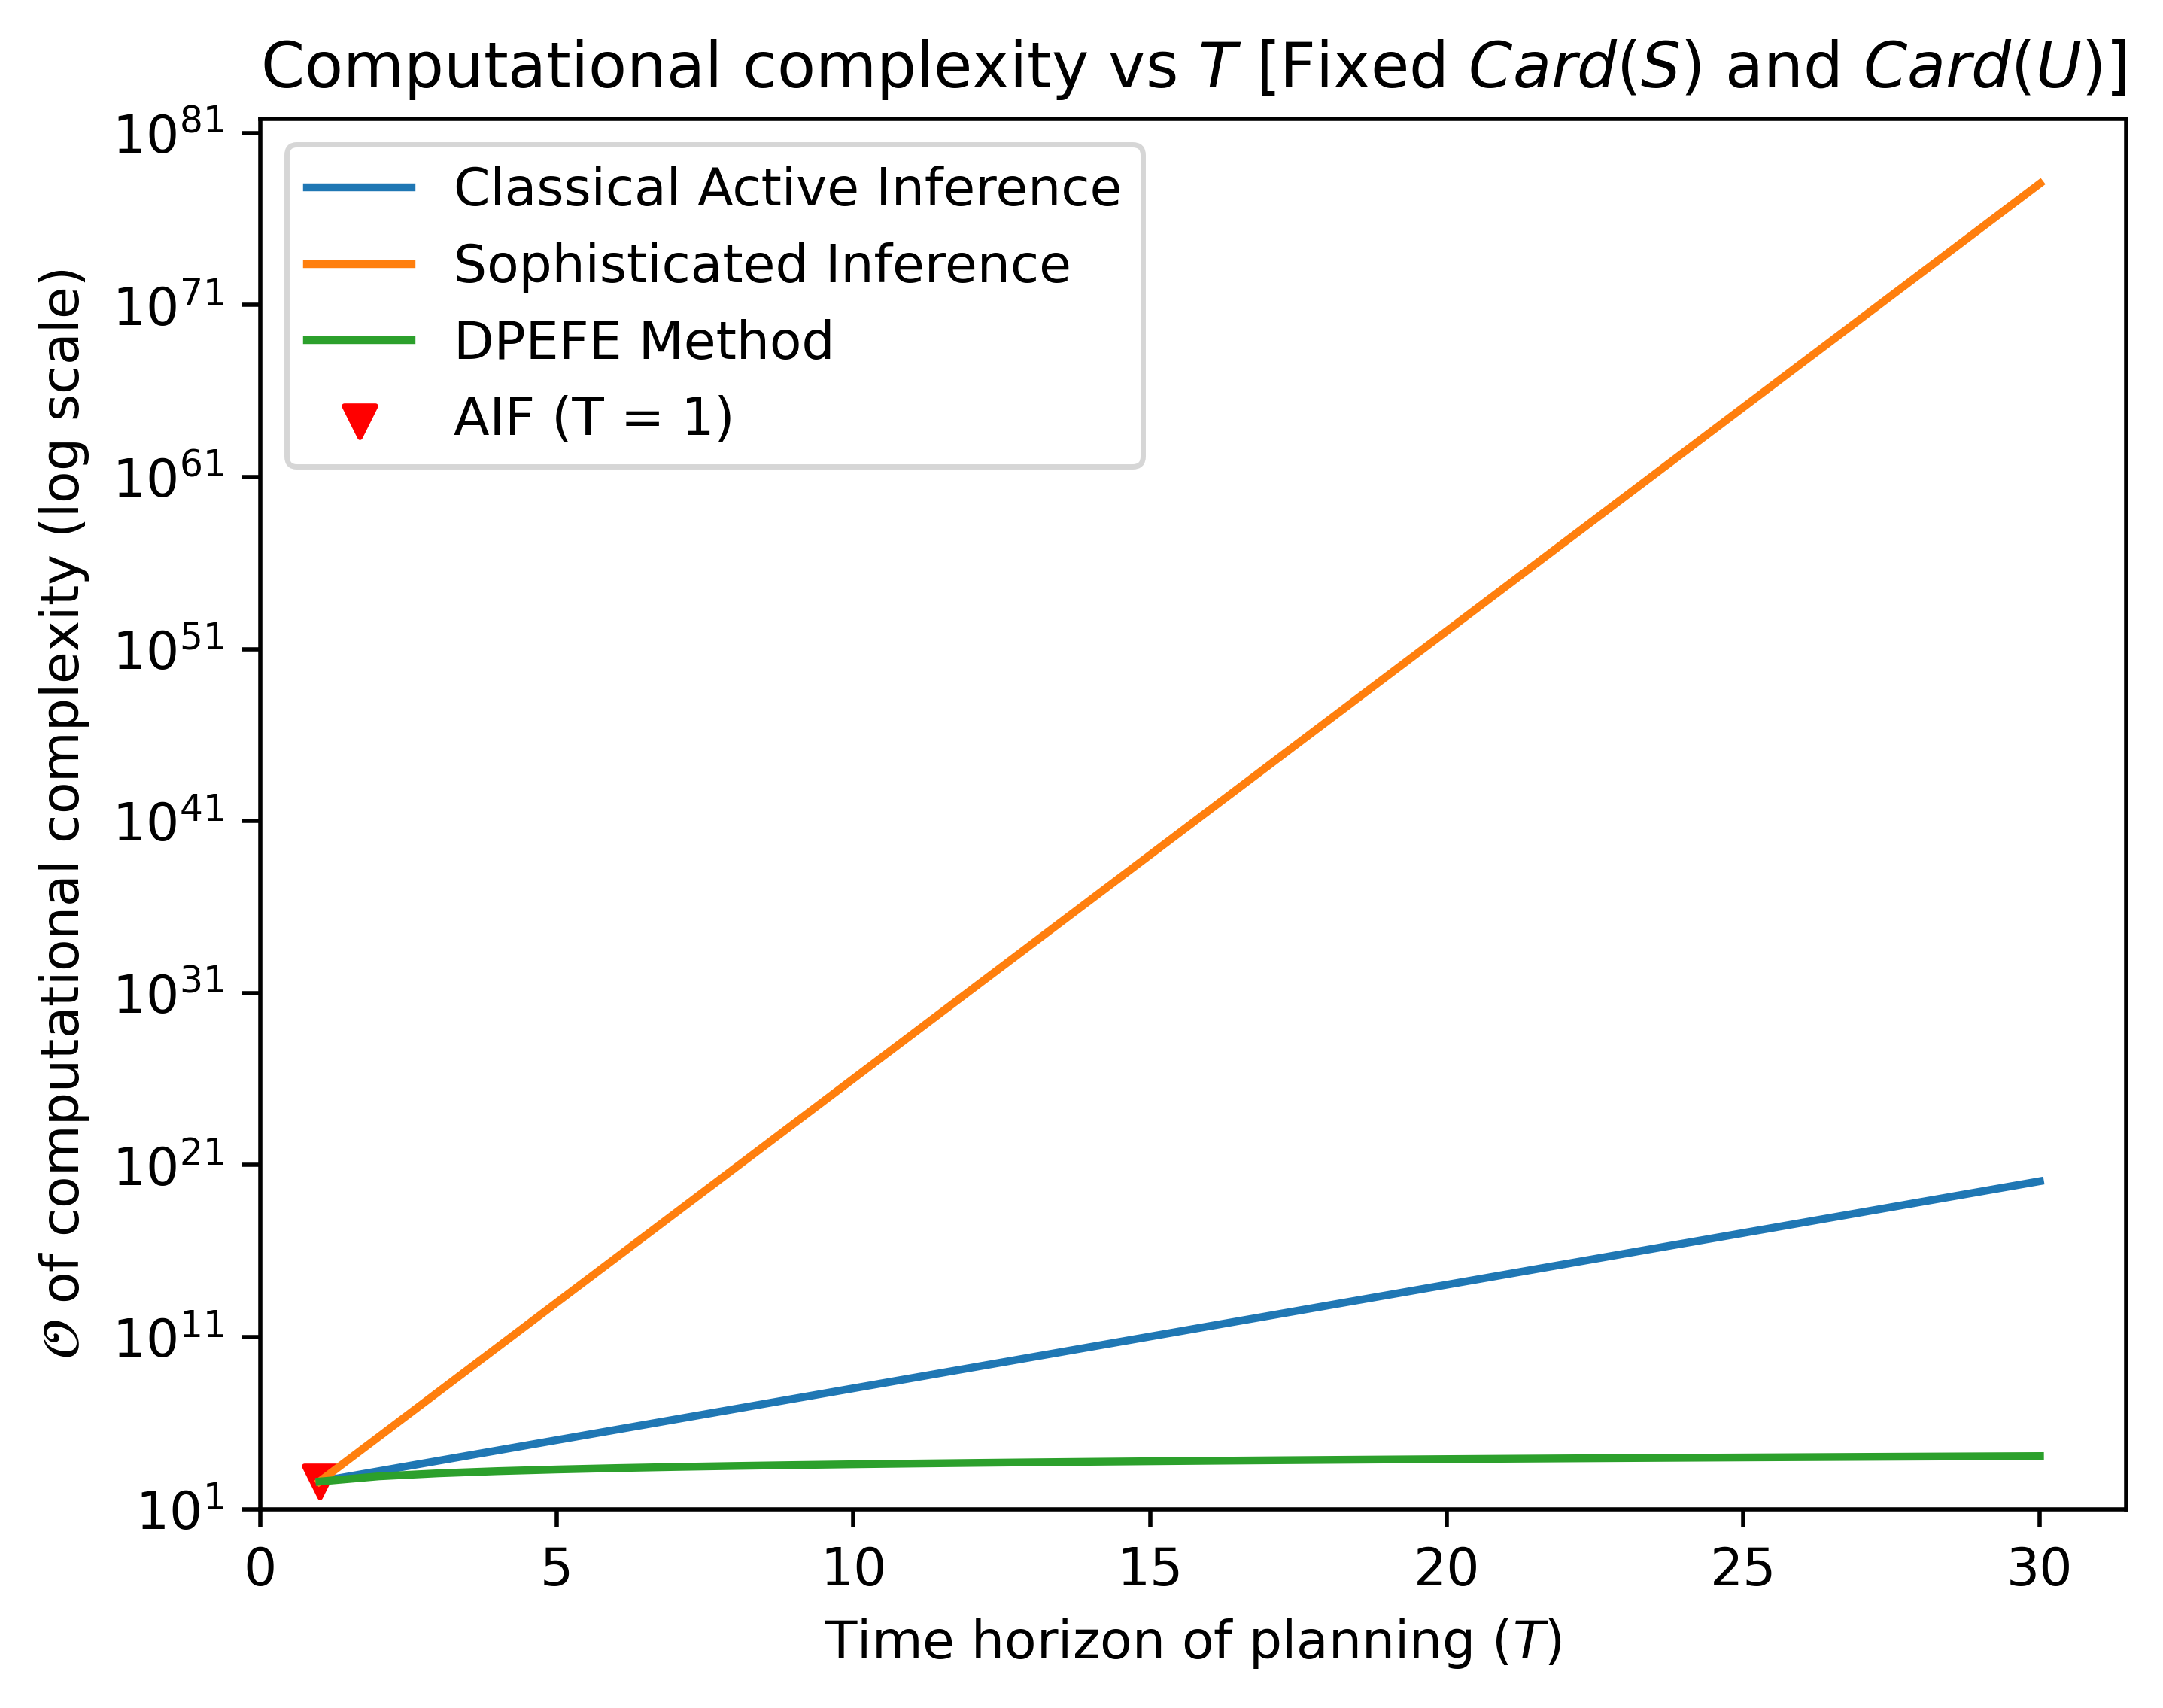 Computational complexity vs T [Fixed Card(S) and Card(U)]
𝒪 of computational complexity (log scale)
10^81
10^71
10^61
10^51
10^41
10^31
10^21
10^11
10^1
Classical Active Inference
Sophisticated Inference
DPEFE Method
AIF (T = 1)
0 5 10 15 20 25 30
Time horizon of planning (T)